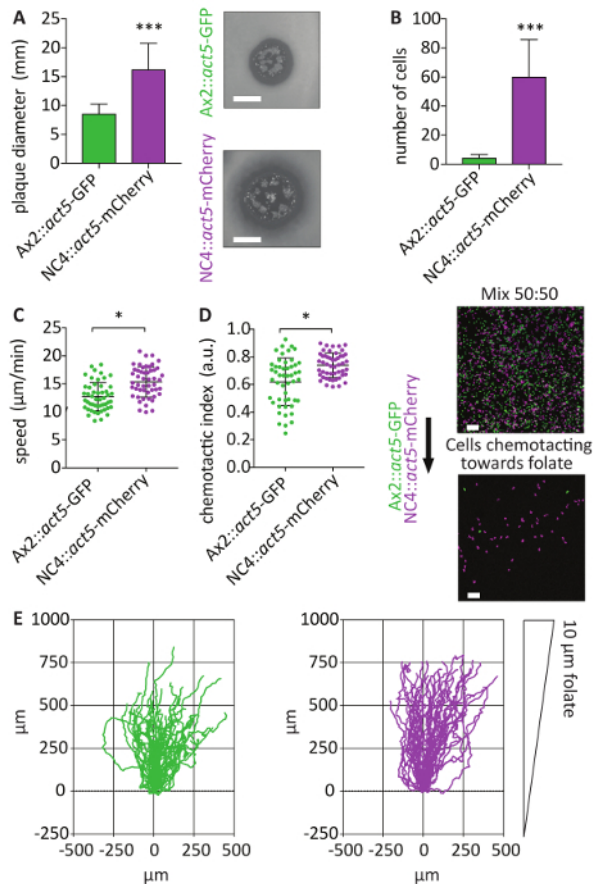 A
plaque diameter (mm)
25
20
15
10
5
0
***
Ax2::act5-GFP
NC4::act5-mCherry
Ax2::act5-GFP
NC4::act5-mCherry
B
number of cells
100
80
60
40
20
0
***
Ax2::act5-GFP
NC4::act5-mCherry
C
speed (µm/min)
25
20
15
10
5
0
*
Ax2::act5-GFP
NC4::act5-mCherry
D
chemotactic index (a.u.)
1.0
0.8
0.6
0.4
0.2
0.0
*
Ax2::act5-GFP
NC4::act5-mCherry
Mix 50:50
Ax2::act5-GFP
NC4::act5-mCherry
Cells chemotacting
towards folate
E
µm
1000
750
500
250
0
-250
-500 -250 0 250 500
µm
µm
1000
750
500
250
0
-250
-500 -250 0 250 500
µm
10 µm folate